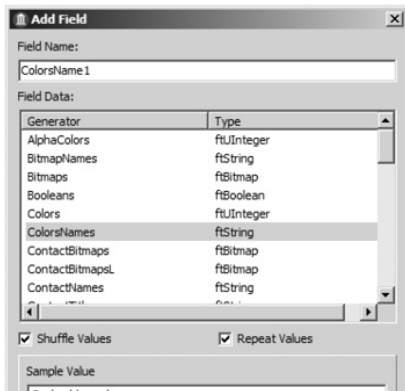 Add Field
Field Name:
ColorsName1
Field Data:
Generator Type
AlphaColors ftUInteger
BitmapNames ftString
Bitmaps ftBitmap
Booleans ftBoolean
Colors ftUInteger
ColorsNames ftString
ContactBitmaps ftBitmap
ContactBitmapsL ftBitmap
ContactNames ftString
Shuffle Values Repeat Values
Sample Value